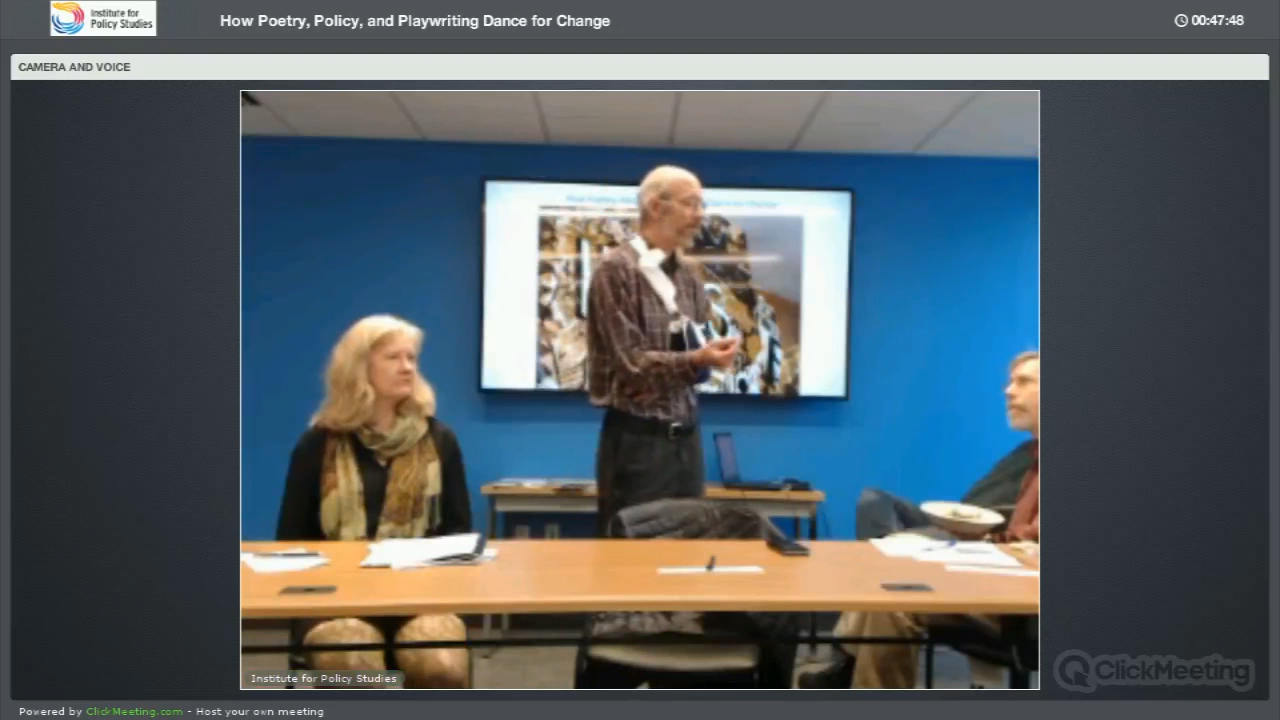 Institute for
Policy Studies
How Poetry, Policy, and Playwriting Dance for Change
00:47:48
CAMERA AND VOICE
Institute for Policy Studies
ClickMeeting
Powered by ClickMeeting.com - Host your own meeting